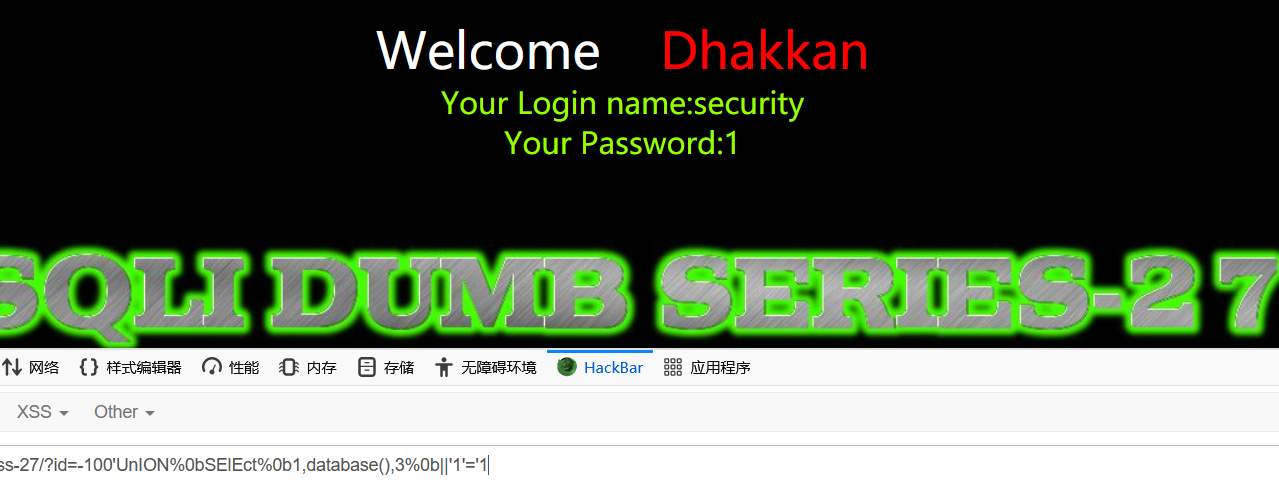 Welcome Dhakkan
Your Login name:security
Your Password:1
SQLI DUMB SERIES-27
网络 样式编辑器 性能 内存 存储 无障碍环境 HackBar 应用程序
XSS Other
ss-27/?id=-100'UnION%0bSElEct%0b1,database(),3%0b||'1'='1